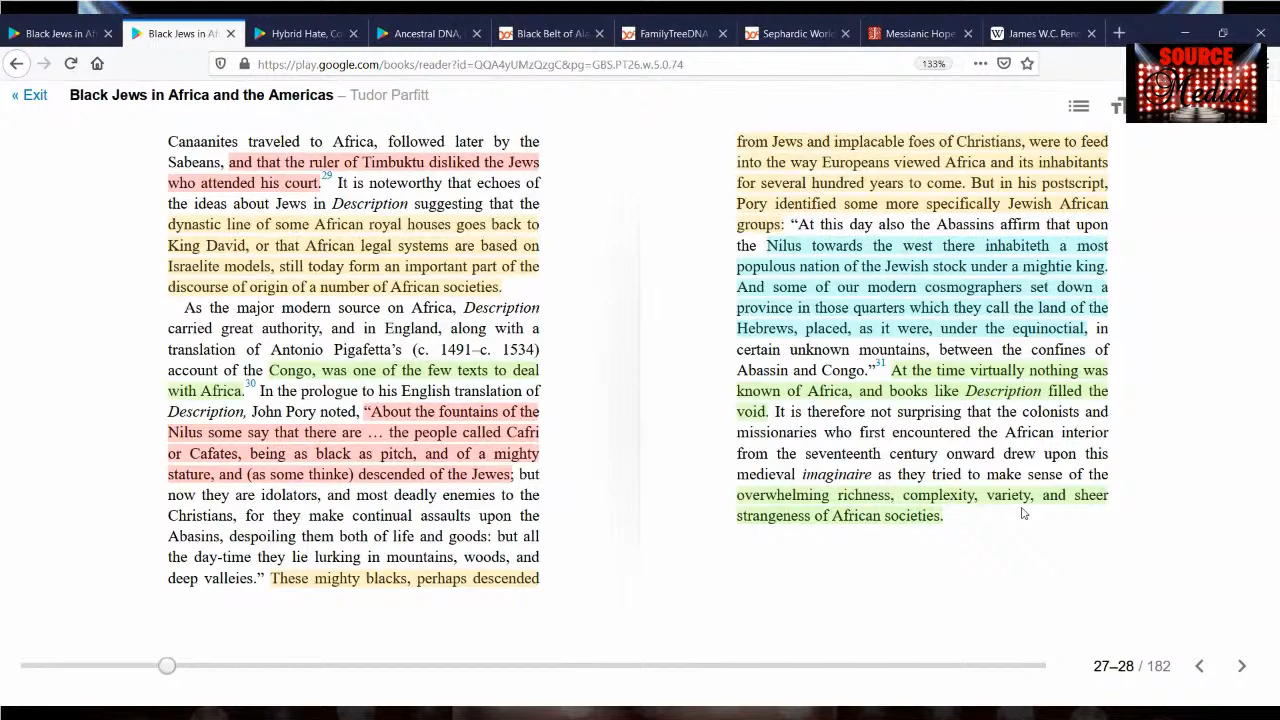 Black Jews in Af
Black Jews in Af
Hybrid Hate, Co
Ancestral DNA,
Black Belt of Ala
FamilyTreeDNA
Sephardic World
Messianic Hope
James W.C. Penn
https://play.google.com/books/reader?id=OQA4VJMzQzgC&pg=GBS.PT26.w.5.0.74
133%
SOURCE
Media
« Exit
Black Jews in Africa and the Americas – Tudor Parfitt
Canaanites traveled to Africa, followed later by the
Sabeans, and that the ruler of Timbuktu disliked the Jews
who attended his court.29 It is noteworthy that echoes of
the ideas about Jews in Description suggesting that the
dynastic line of some African royal houses goes back to
King David, or that African legal systems are based on
Israelite models, still today form an important part of the
discourse of origin of a number of African societies.
As the major modern source on Africa, Description
carried great authority, and in England, along with a
translation of Antonio Pigafetta’s (c. 1491–c. 1534)
account of the Congo, was one of the few texts to deal
with Africa.30 In the prologue to his English translation of
Description, John Pory noted, “About the fountains of the
Nilus some say that there are … the people called Cafri
or Cafates, being as black as pitch, and of a mighty
stature, and (as some thinke) descended of the Jewes; but
now they are idolators, and most deadly enemies to the
Christians, for they make continual assaults upon the
Abasins, despoiling them both of life and goods: but all
the day-time they lie lurking in mountains, woods, and
deep valleies.” These mighty blacks, perhaps descended
from Jews and implacable foes of Christians, were to feed
into the way Europeans viewed Africa and its inhabitants
for several hundred years to come. But in his postscript,
Pory identified some more specifically Jewish African
groups: “At this day also the Abassins affirm that upon
the Nilus towards the west there inhabiteth a most
populous nation of the Jewish stock under a mightie king.
And some of our modern cosmographers set down a
province in those quarters which they call the land of the
Hebrews, placed, as it were, under the equinoctial, in
certain unknown mountains, between the confines of
Abassin and Congo.”31 At the time virtually nothing was
known of Africa, and books like Description filled the
void. It is therefore not surprising that the colonists and
missionaries who first encountered the African interior
from the seventeenth century onward drew upon this
medieval imaginaire as they tried to make sense of the
overwhelming richness, complexity, variety, and sheer
strangeness of African societies.
27–28 / 182